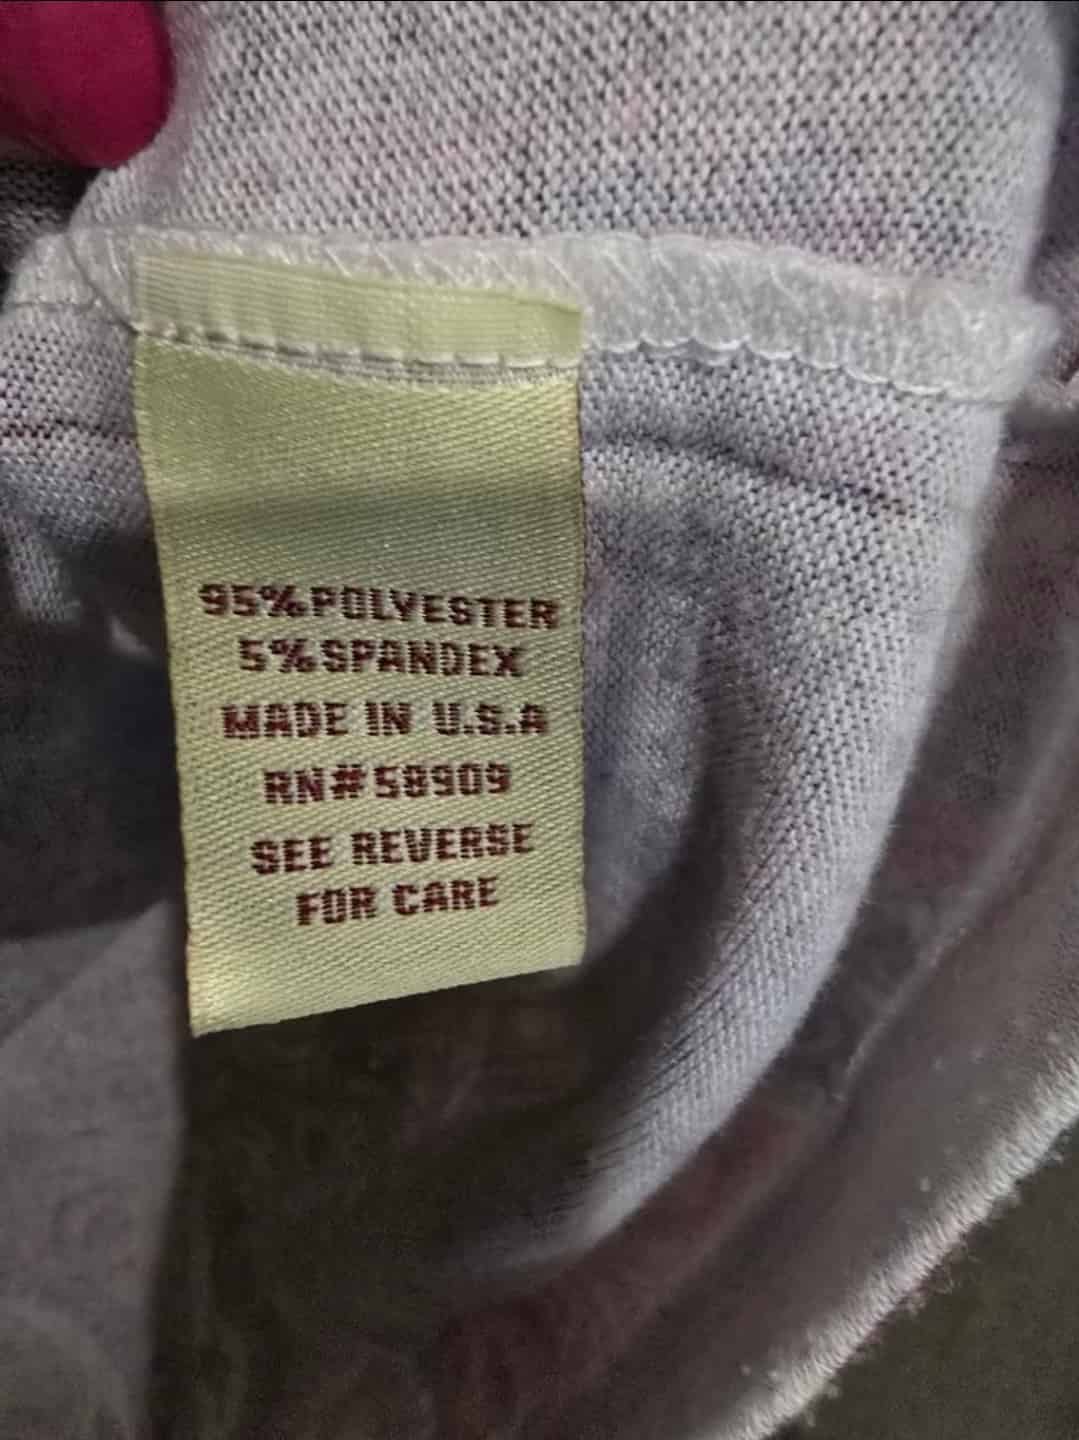 95%POLYESTER
5%SPANDEX
MADE IN U.S.A
RN#58909
SEE REVERSE
FOR CARE